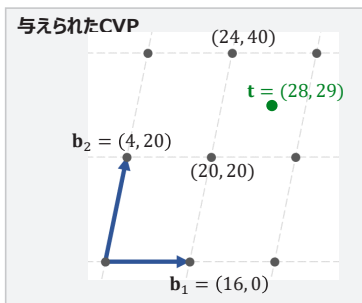 与えられたCVP
(24, 40)
t = (28, 29)
b₂ = (4, 20)
(20, 20)
b₁ = (16, 0)